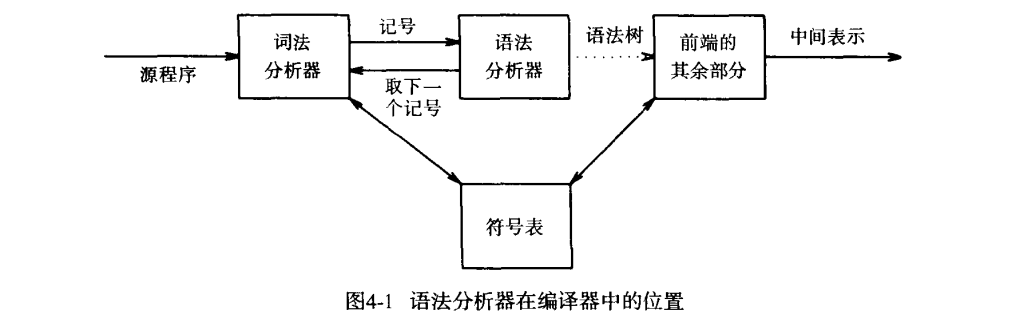 源程序
词法
分析器
记号
取下一
个记号
语法
分析器
语法树
前端的
其余部分
中间表示
符号表
图4-1 语法分析器在编译器中的位置